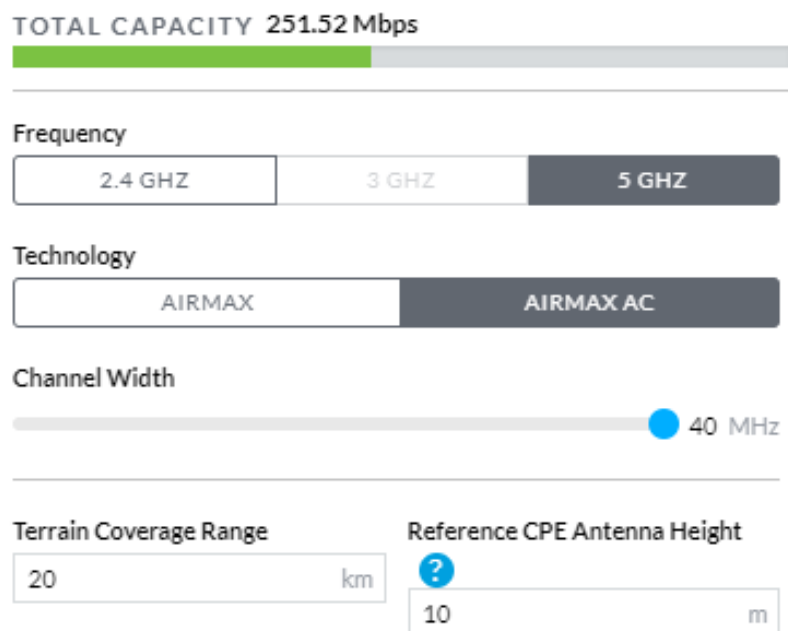 TOTAL CAPACITY 251.52 Mbps
Frequency
2.4 GHZ 3 GHZ 5 GHZ
Technology
AIRMAX AIRMAX AC
Channel Width
40 MHz
Terrain Coverage Range Reference CPE Antenna Height
?
20 km
10 m